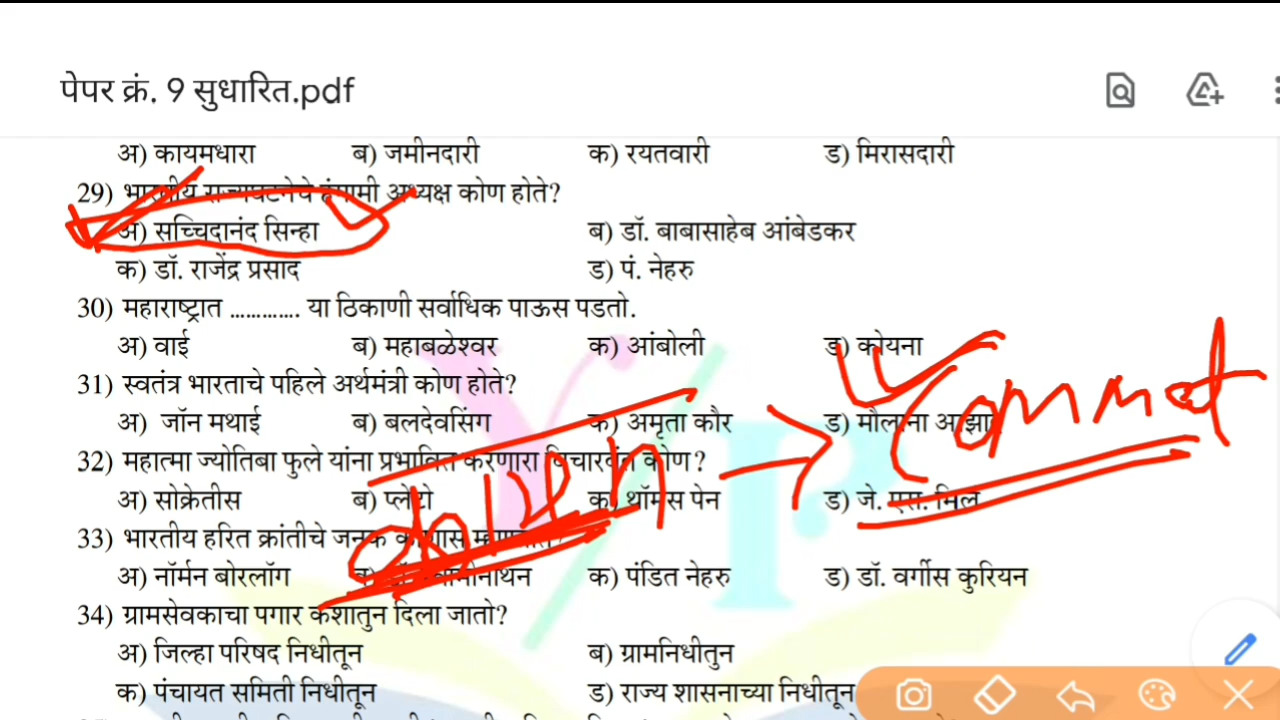 पेपर क्रं. 9 सुधारित.pdf
अ) कायमधारा ब) जमीनदारी क) रयतवारी ड) मिरासदारी
29) भारतीय राज्यघटनेचे हंगामी अध्यक्ष कोण होते?
अ) सच्चिदानंद सिन्हा ब) डॉ. बाबासाहेब आंबेडकर
क) डॉ. राजेंद्र प्रसाद ड) पं. नेहरु
30) महाराष्ट्रात ............. या ठिकाणी सर्वाधिक पाऊस पडतो.
अ) वाई ब) महाबळेश्वर क) आंबोली ड) कोयना
31) स्वतंत्र भारताचे पहिले अर्थमंत्री कोण होते?
अ) जॉन मथाई ब) बलदेवसिंग क) अमृता कौर ड) मौलाना
32) महात्मा ज्योतिबा फुले यांना प्रभावित करणारा विचारवंत कोण?
अ) सोक्रेतीस ब) प्लेटो क) थॉमस पेन ड) जे. एस. मिल
33) भारतीय हरित क्रांतीचे जनक
अ) नॉर्मन बोरलॉग क) पंडित नेहरु ड) डॉ. वर्गीस कुरियन
34) ग्रामसेवकाचा पगार कशातुन दिला जातो?
अ) जिल्हा परिषद निधीतून ब) ग्रामनिधीतुन
क) पंचायत समिती निधीतून ड) राज्य शासनाच्या निधीतून